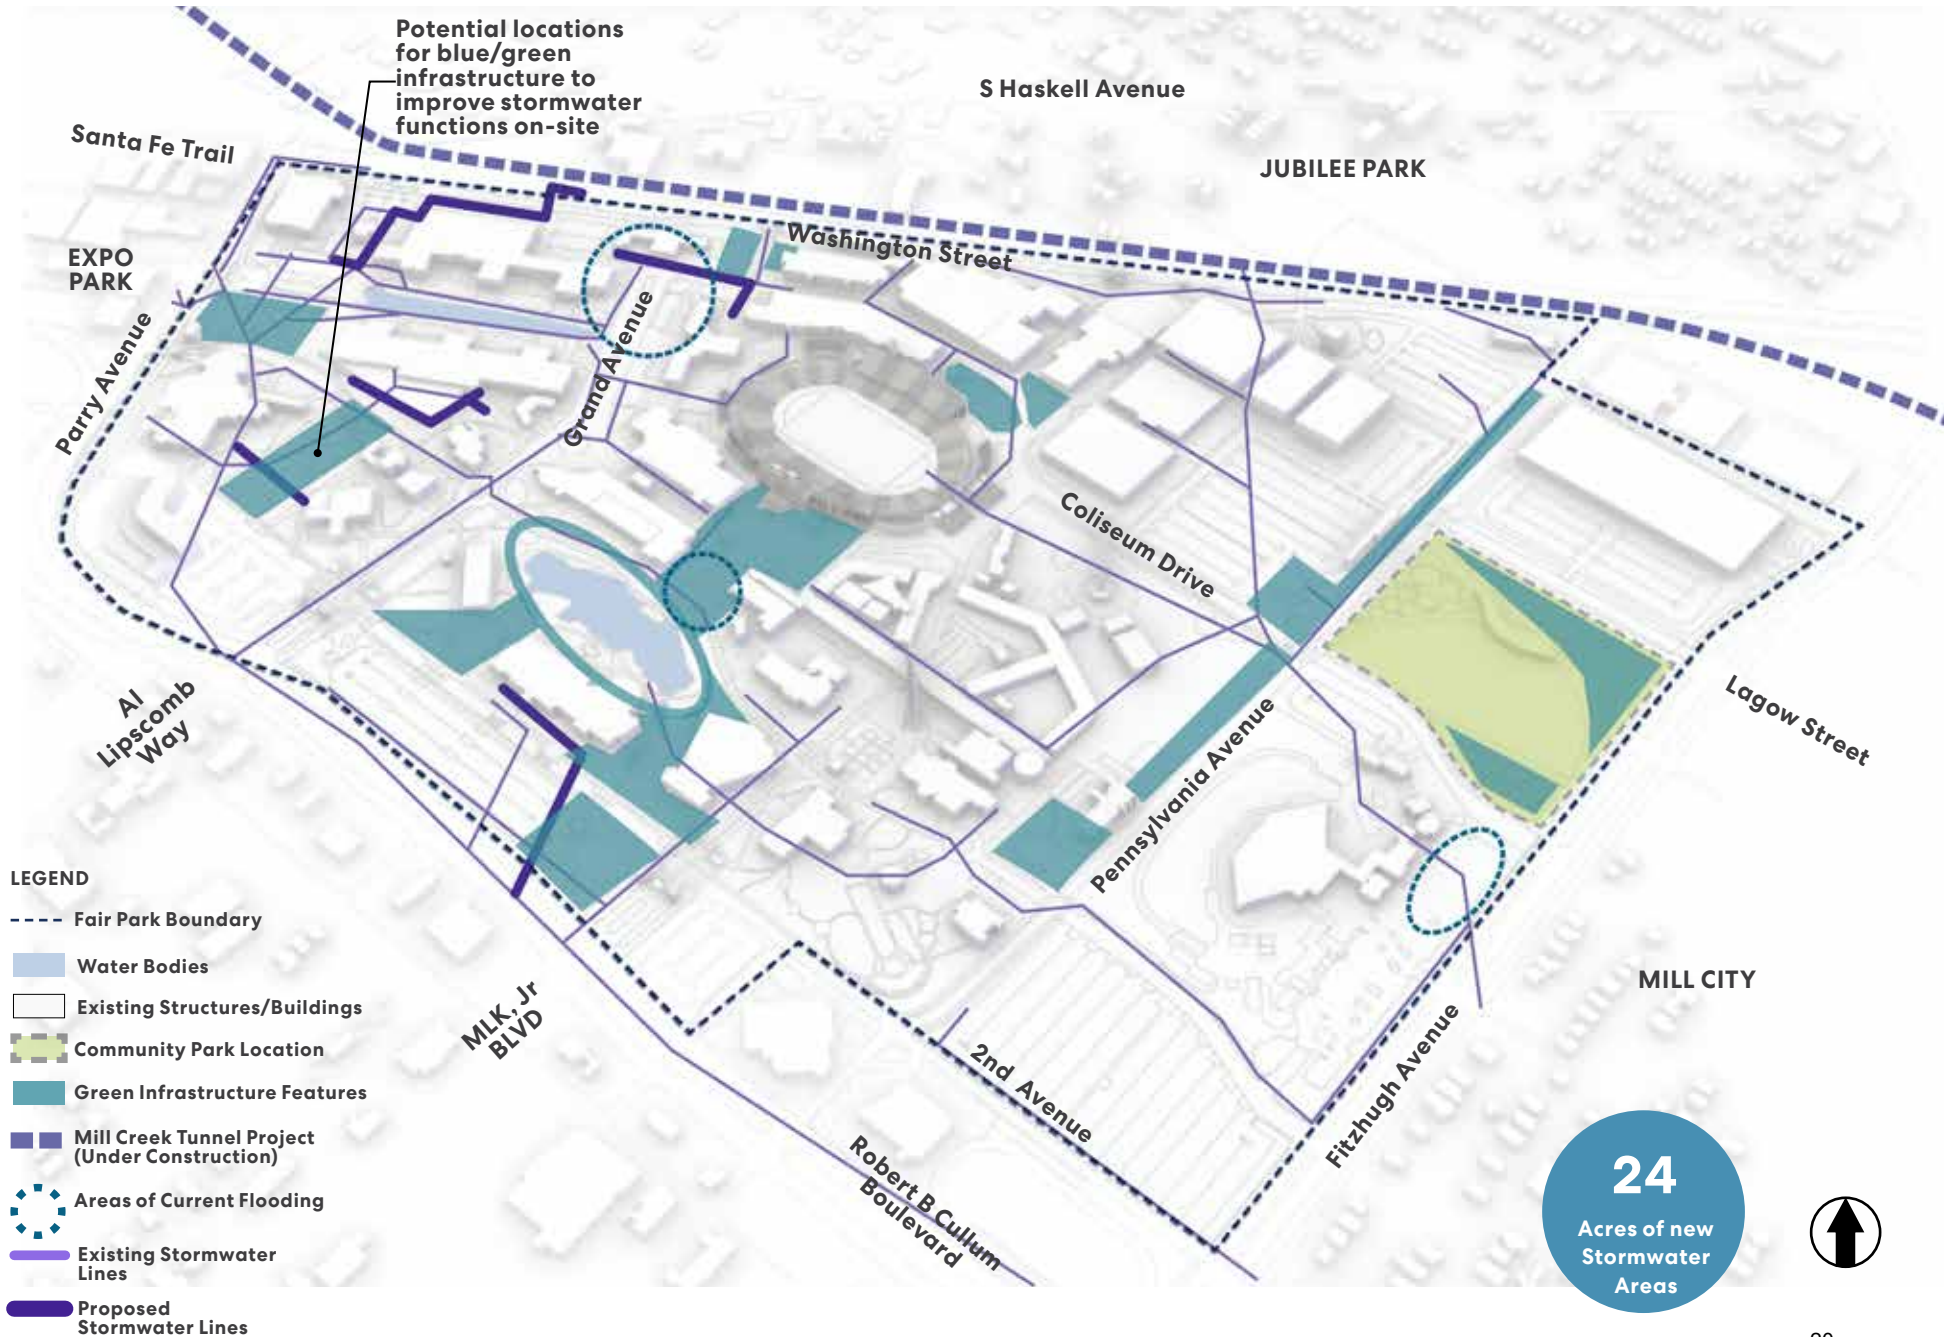 Potential locations
for blue/green
infrastructure to
improve stormwater
functions on-site
S Haskell Avenue
Santa Fe Trail
JUBILEE PARK
Washington Street
EXPO
PARK
Parry Avenue
Grand Avenue
Coliseum Drive
Al
Lipscomb
Way
Lagow Street
Pennsylvania Avenue
MLK, Jr
BLVD
MILL CITY
2nd Avenue
Fitzhugh Avenue
Robert B Cullum
Boulevard
LEGEND
Fair Park Boundary
Water Bodies
Existing Structures/Buildings
Community Park Location
Green Infrastructure Features
Mill Creek Tunnel Project
(Under Construction)
Areas of Current Flooding
Existing Stormwater
Lines
Proposed
Stormwater Lines
24
Acres of new
Stormwater
Areas